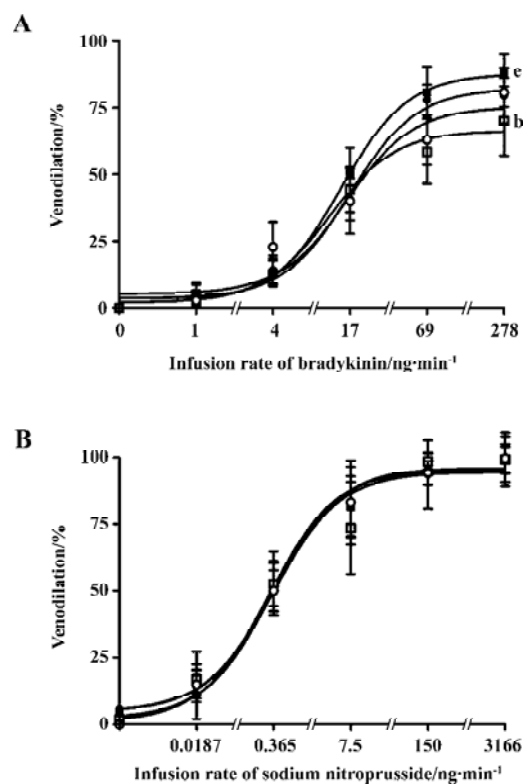 A
100
75
50
25
0
Venodilation/%
e
b
0 1 4 17 69 278
Infusion rate of bradykinin/ng·min-1
B
100
75
50
25
0
Venodilation/%
0.0187 0.365 7.5 150 3166
Infusion rate of sodium nitroprusside/ng·min-1